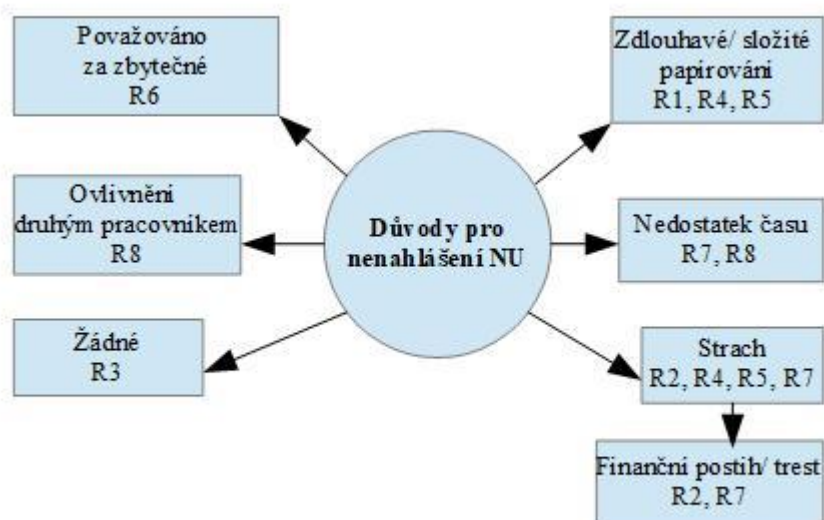 Považováno
za zbytečné
R6
Zdlouhavé/ složité
papírování
R1, R4, R5
Ovlivnění
druhým pracovníkem
R8
Důvody pro
nenahlášení NU
Nedostatek času
R7, R8
Žádné
R3
Strach
R2, R4, R5, R7
Finanční postih/ trest
R2, R7